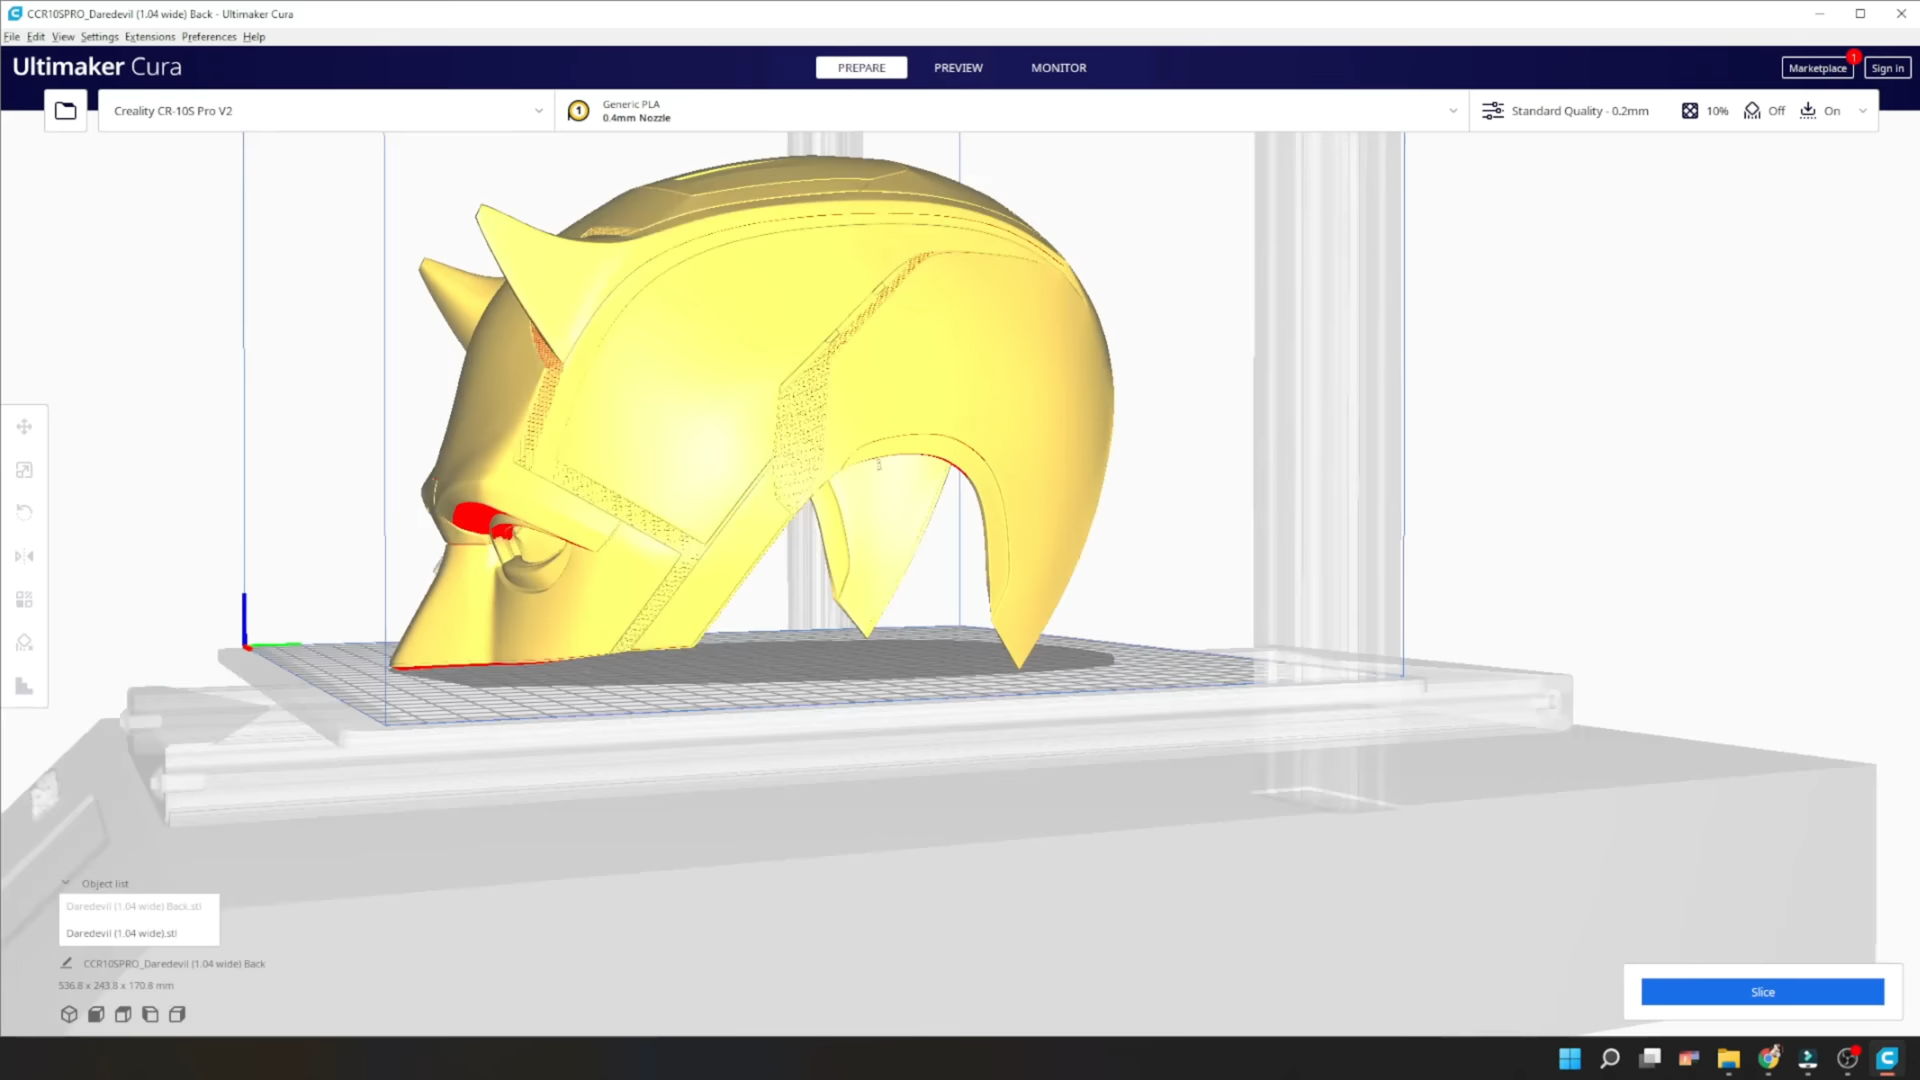 CCR10SPRO_Daredevil (1.04 wide) Back - Ultimaker Cura
File Edit View Settings Extensions Preferences Help
Ultimaker Cura
PREPARE
PREVIEW
MONITOR
Marketplace
1
Sign in
Creality CR-10S Pro V2
1
Generic PLA
0.4mm Nozzle
Standard Quality - 0.2mm
10%
Off
On
Object list
Daredevil (1.04 wide) Back.stl
Daredevil (1.04 wide).stl
CCR10SPRO_Daredevil (1.04 wide) Back
536.8 x 243.8 x 170.8 mm
Slice